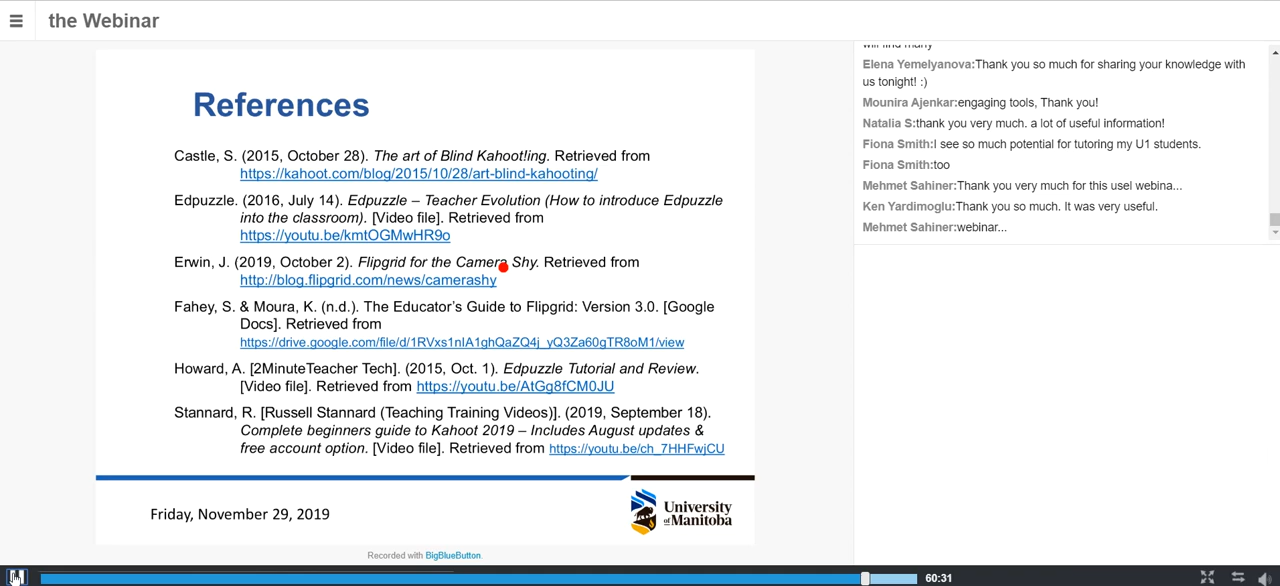 the Webinar
References
Castle, S. (2015, October 28). The art of Blind Kahoot!ing. Retrieved from
https://kahoot.com/blog/2015/10/28/art-blind-kahooting/
Edpuzzle. (2016, July 14). Edpuzzle – Teacher Evolution (How to introduce Edpuzzle
into the classroom). [Video file]. Retrieved from
https://youtu.be/kmtOGMwHR9o
Erwin, J. (2019, October 2). Flipgrid for the Camera Shy. Retrieved from
http://blog.flipgrid.com/news/camerashy
Fahey, S. & Moura, K. (n.d.). The Educator's Guide to Flipgrid: Version 3.0. [Google
Docs]. Retrieved from
https://drive.google.com/file/d/1RVxs1nIA1ghQaZQ4j_yQ3Za60gTR8oM1/view
Howard, A. [2MinuteTeacher Tech]. (2015, Oct. 1). Edpuzzle Tutorial and Review.
[Video file]. Retrieved from https://youtu.be/AtGg8fCM0JU
Stannard, R. [Russell Stannard (Teaching Training Videos)]. (2019, September 18).
Complete beginners guide to Kahoot 2019 – Includes August updates &
free account option. [Video file]. Retrieved from https://youtu.be/ch_7HHFwjCU
Friday, November 29, 2019
University
of Manitoba
Recorded with BigBlueButton.
will find many
Elena Yemelyanova:Thank you so much for sharing your knowledge with
us tonight! :)
Mounira Ajenkar:engaging tools, Thank you!
Natalia S:thank you very much. a lot of useful information!
Fiona Smith:I see so much potential for tutoring my U1 students.
Fiona Smith:too
Mehmet Sahiner:Thank you very much for this usel webina...
Ken Yardimoglu:Thank you so much. It was very useful.
Mehmet Sahiner:webinar...
60:31